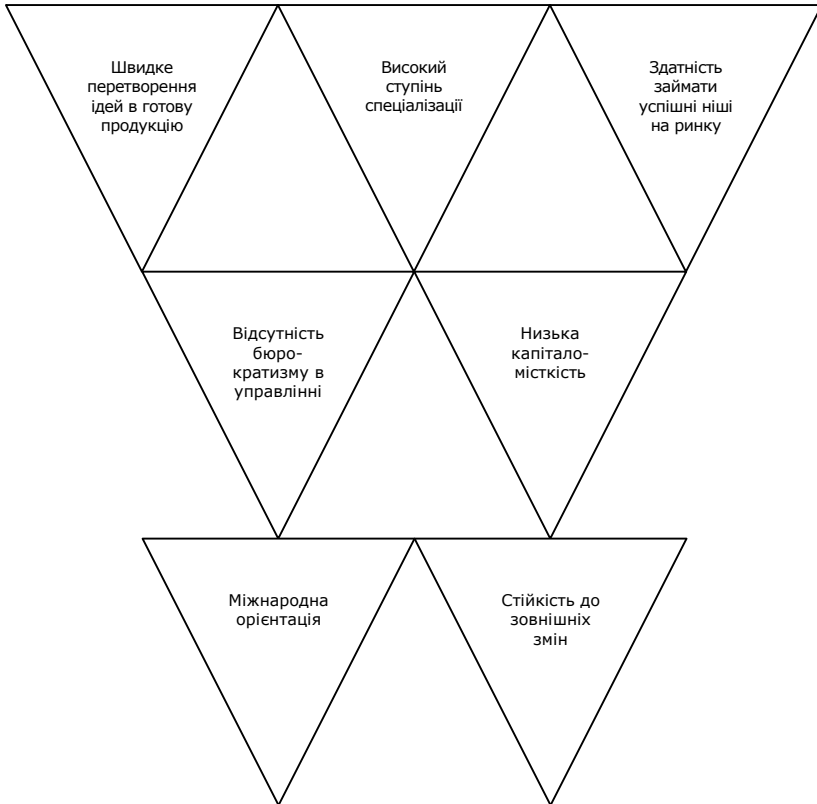 Швидке
перетворення
ідей в готову
продукцію
Високий
ступінь
спеціалізації
Здатність
займати
успішні ніші
на ринку
Відсутність
бюро-
кратизму в
управлінні
Низька
капітало-
місткість
Міжнародна
орієнтація
Стійкість до
зовнішніх
змін